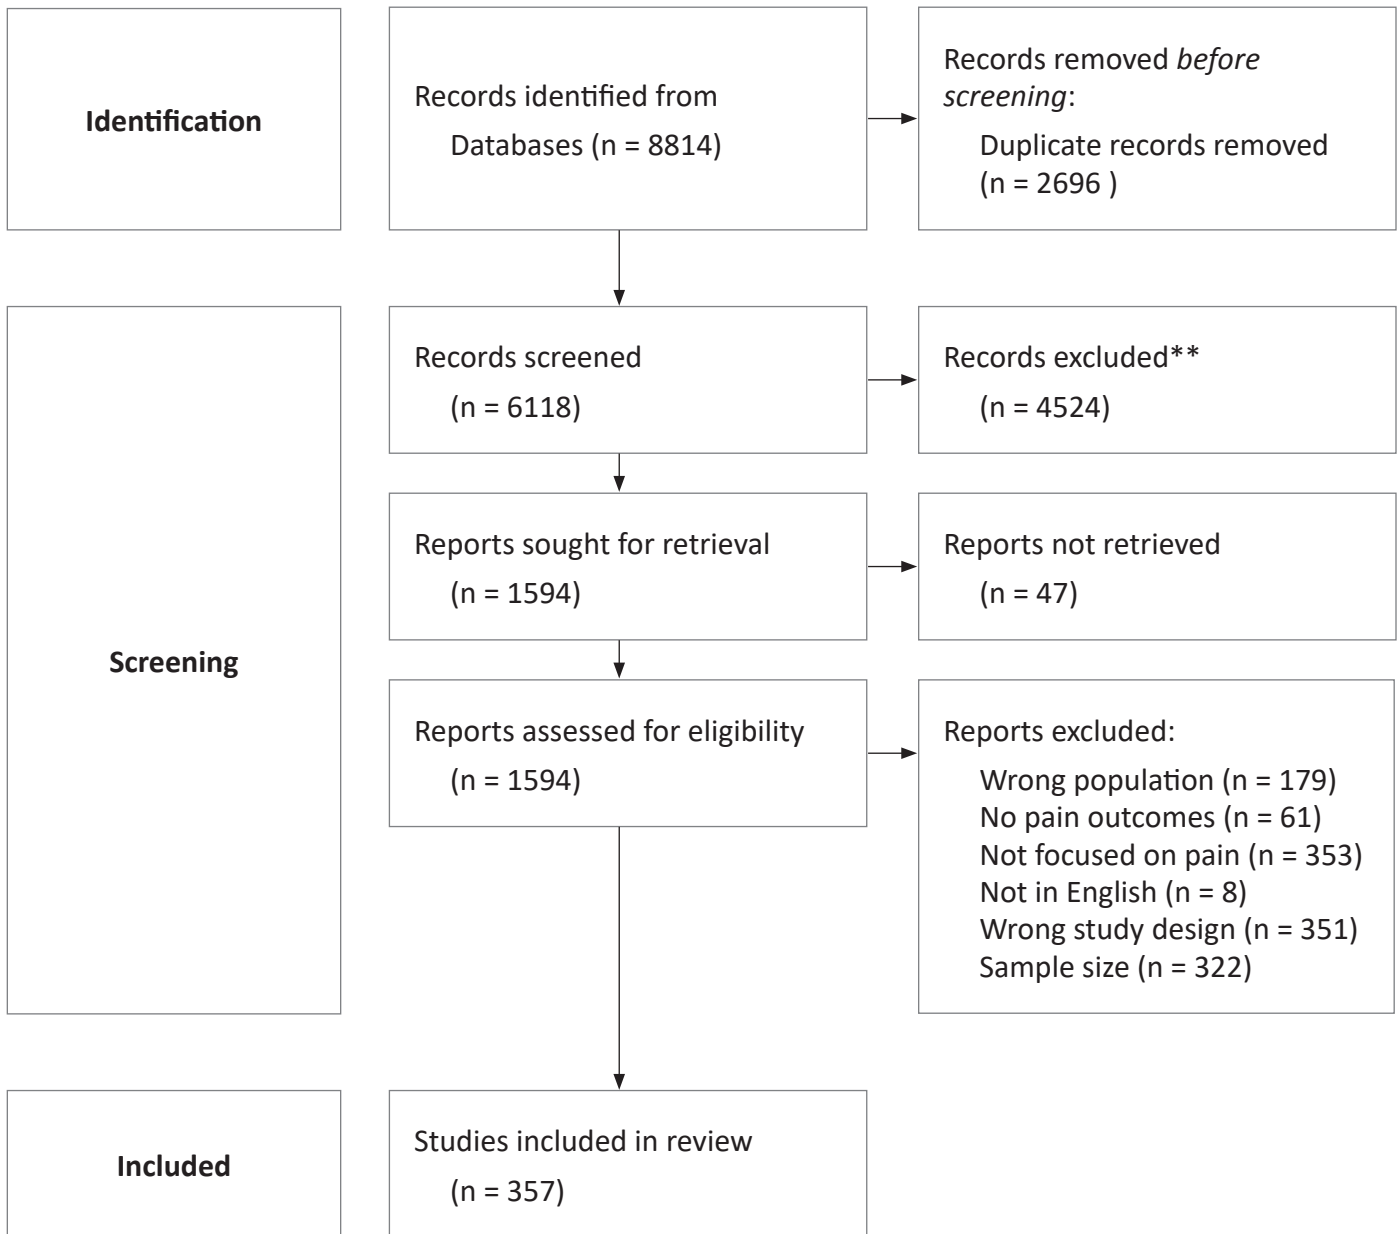 Identification
Records identified from
Databases (n = 8814)
Records removed before
screening:
Duplicate records removed
(n = 2696 )
Screening
Records screened
(n = 6118)
Records excluded**
(n = 4524)
Reports sought for retrieval
(n = 1594)
Reports not retrieved
(n = 47)
Reports assessed for eligibility
(n = 1594)
Reports excluded:
Wrong population (n = 179)
No pain outcomes (n = 61)
Not focused on pain (n = 353)
Not in English (n = 8)
Wrong study design (n = 351)
Sample size (n = 322)
Included
Studies included in review
(n = 357)